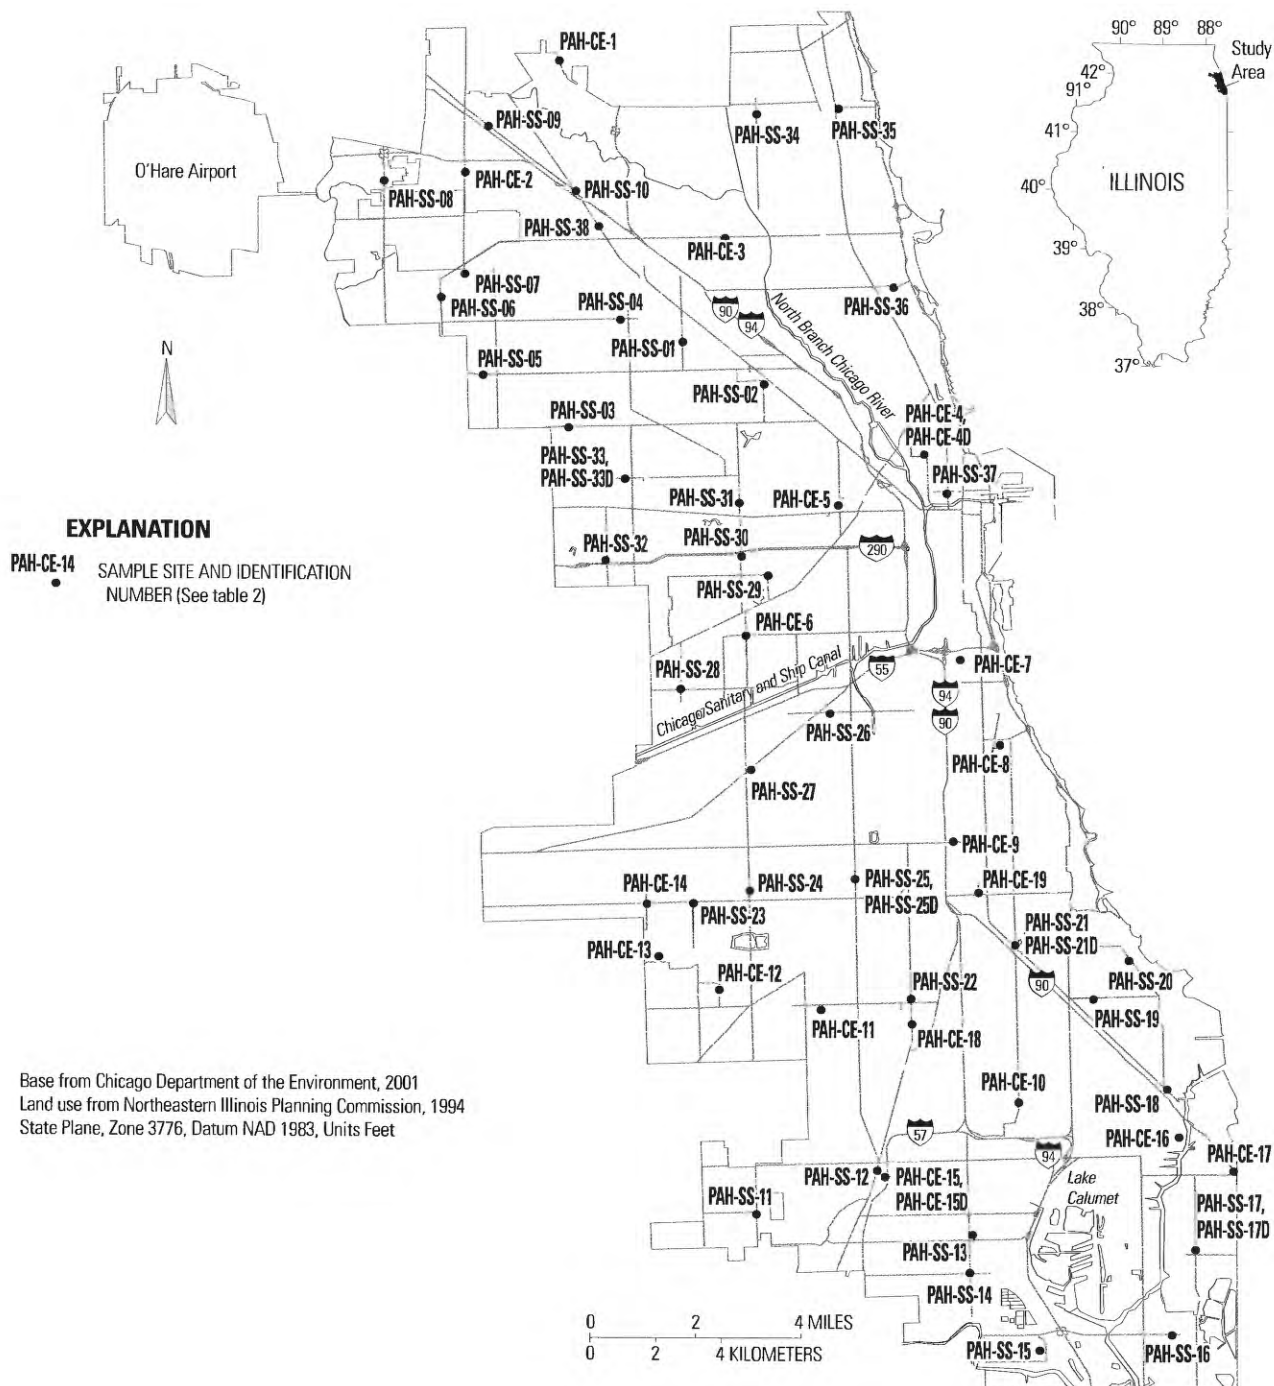 PAH-CE-1
90° 89° 88°
Study
Area
42°
91°
41°
40°
39°
38°
37°
ILLINOIS
PAH-SS-09
PAH-SS-34
PAH-SS-35
O'Hare Airport
PAH-SS-08
PAH-CE-2
PAH-SS-10
PAH-SS-38
PAH-CE-3
PAH-SS-07
PAH-SS-06
PAH-SS-04
PAH-SS-36
90
94
North Branch Chicago River
N
PAH-SS-01
PAH-SS-05
PAH-SS-02
PAH-SS-03
PAH-CE-4,
PAH-CE-4D
PAH-SS-33,
PAH-SS-33D
PAH-SS-37
PAH-SS-31
PAH-CE-5
EXPLANATION
PAH-CE-14
SAMPLE SITE AND IDENTIFICATION
NUMBER (See table 2)
PAH-SS-32
PAH-SS-30
290
PAH-SS-29
PAH-CE-6
PAH-SS-28
55
PAH-CE-7
Chicago Sanitary and Ship Canal
94
90
PAH-SS-26
PAH-CE-8
PAH-SS-27
PAH-CE-9
PAH-CE-14
PAH-SS-24
PAH-SS-25,
PAH-SS-25D
PAH-CE-19
PAH-SS-23
PAH-SS-21
PAH-SS-21D
PAH-CE-13
PAH-CE-12
PAH-SS-20
90
PAH-SS-22
PAH-SS-19
PAH-CE-11
PAH-CE-18
Base from Chicago Department of the Environment, 2001
Land use from Northeastern Illinois Planning Commission, 1994
State Plane, Zone 3776, Datum NAD 1983, Units Feet
PAH-CE-10
PAH-SS-18
57
PAH-CE-16
94
PAH-CE-17
PAH-SS-12
PAH-CE-15,
PAH-CE-15D
Lake
Calumet
PAH-SS-11
PAH-SS-17,
PAH-SS-17D
PAH-SS-13
PAH-SS-14
0 2 4 MILES
0 2 4 KILOMETERS
PAH-SS-15
PAH-SS-16